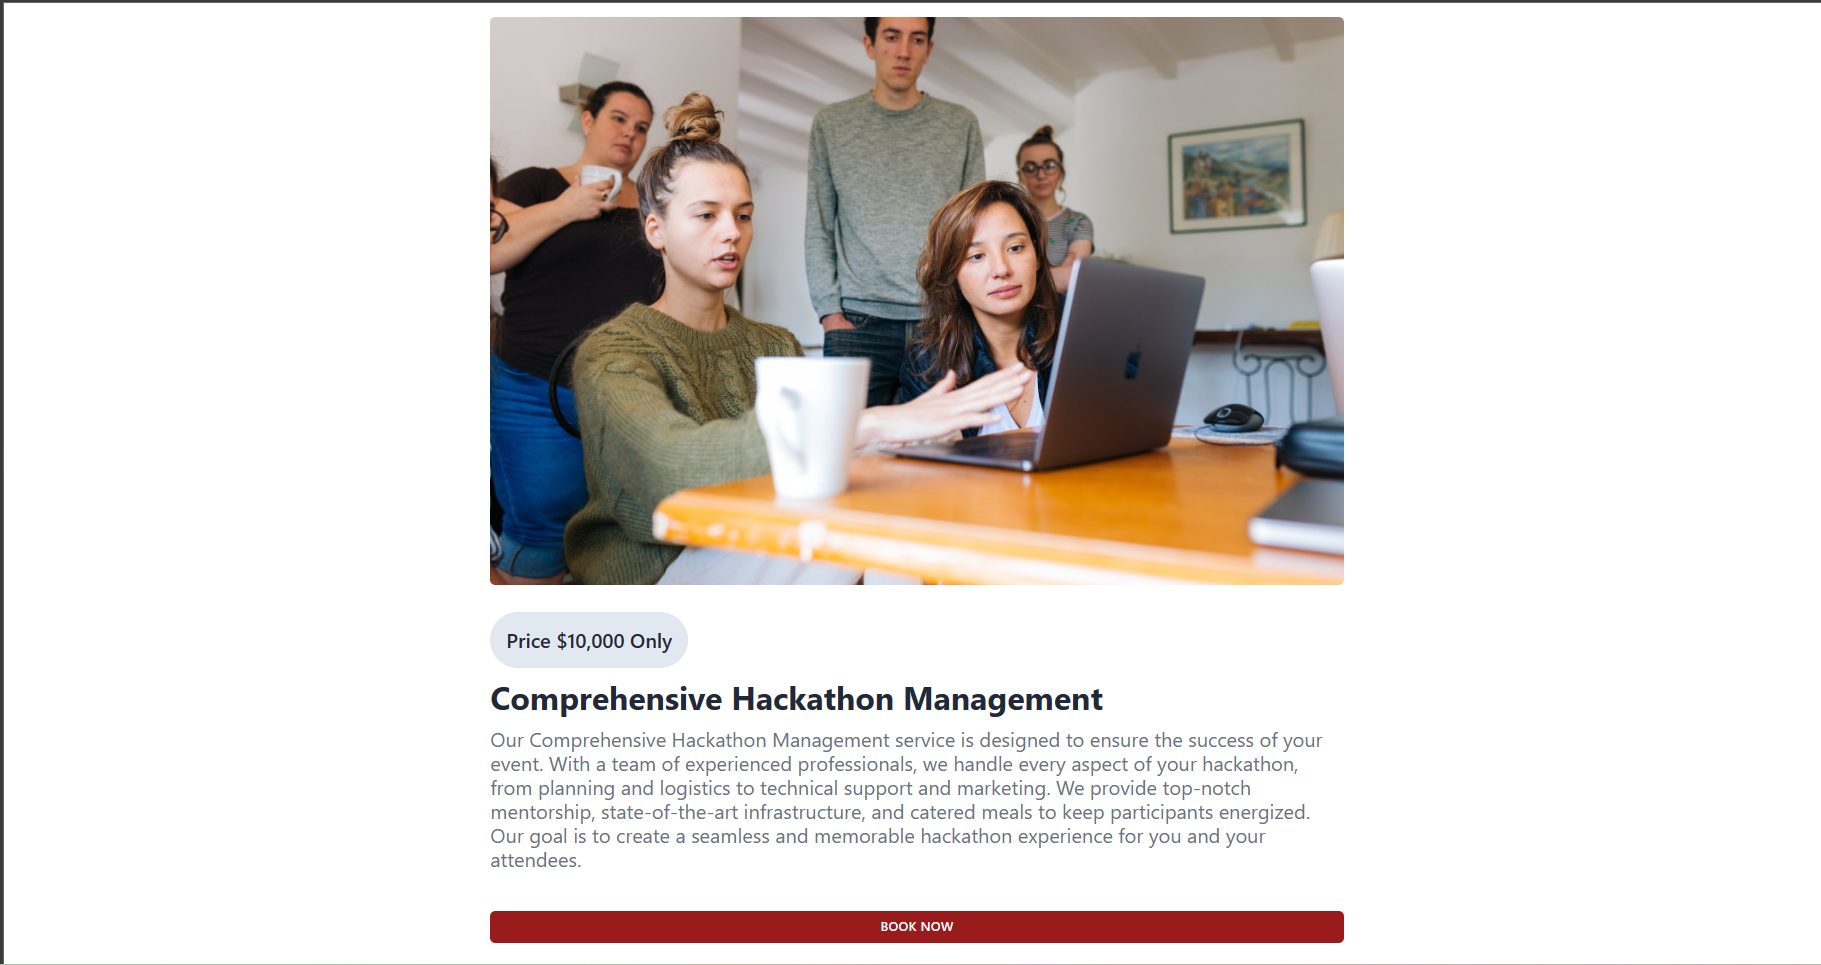 Price $10,000 Only
Comprehensive Hackathon Management
Our Comprehensive Hackathon Management service is designed to ensure the success of your
event. With a team of experienced professionals, we handle every aspect of your hackathon,
from planning and logistics to technical support and marketing. We provide top-notch
mentorship, state-of-the-art infrastructure, and catered meals to keep participants energized.
Our goal is to create a seamless and memorable hackathon experience for you and your
attendees.
BOOK NOW